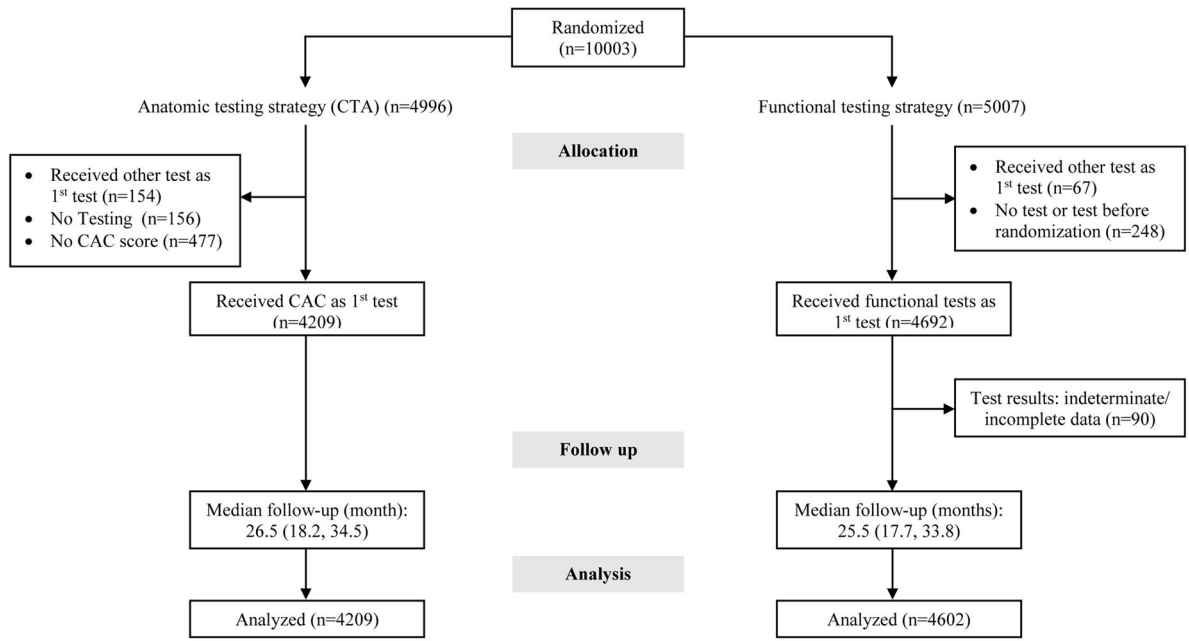 Randomized
(n=10003)
Anatomic testing strategy (CTA) (n=4996)
Functional testing strategy (n=5007)
Allocation
• Received other test as
1st test (n=154)
• No Testing (n=156)
• No CAC score (n=477)
• Received other test as
1st test (n=67)
• No test or test before
randomization (n=248)
Received CAC as 1st test
(n=4209)
Received functional tests as
1st test (n=4692)
Test results: indeterminate/
incomplete data (n=90)
Follow up
Median follow-up (month):
26.5 (18.2, 34.5)
Median follow-up (months):
25.5 (17.7, 33.8)
Analysis
Analyzed (n=4209)
Analyzed (n=4602)